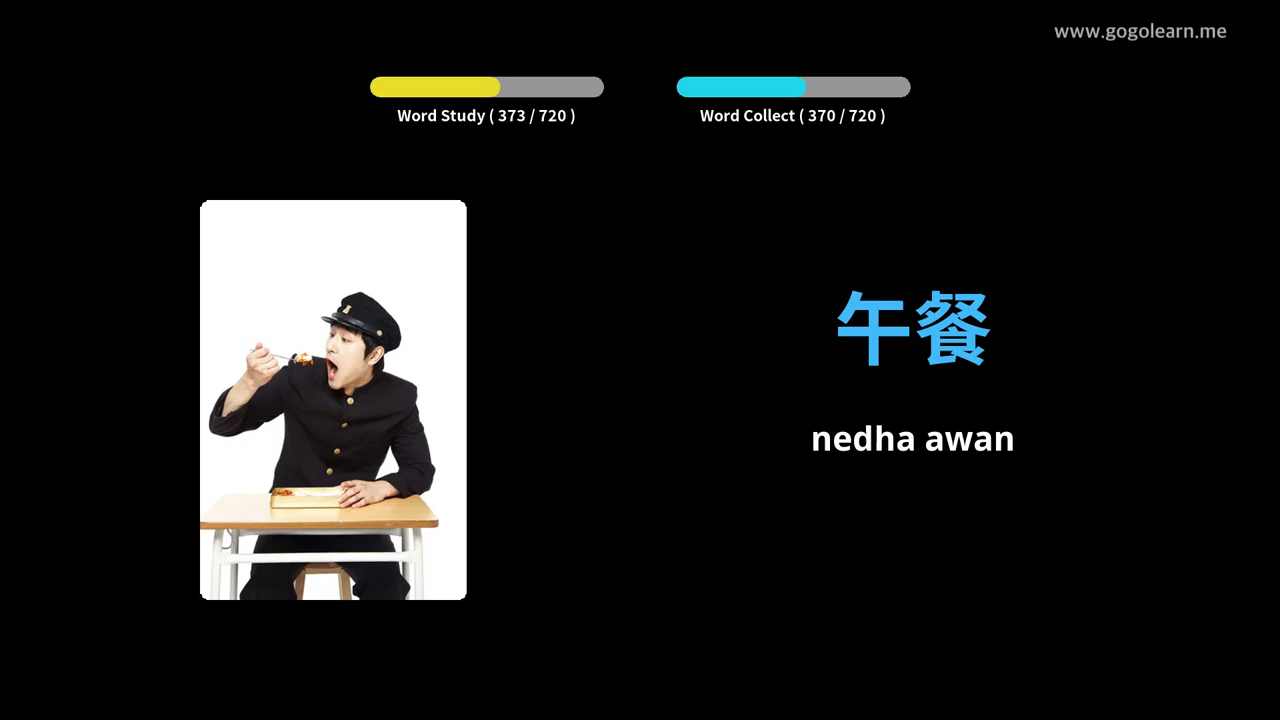 www.gogolearn.me
Word Study ( 373 / 720 )
Word Collect ( 370 / 720 )
午餐
nedha awan